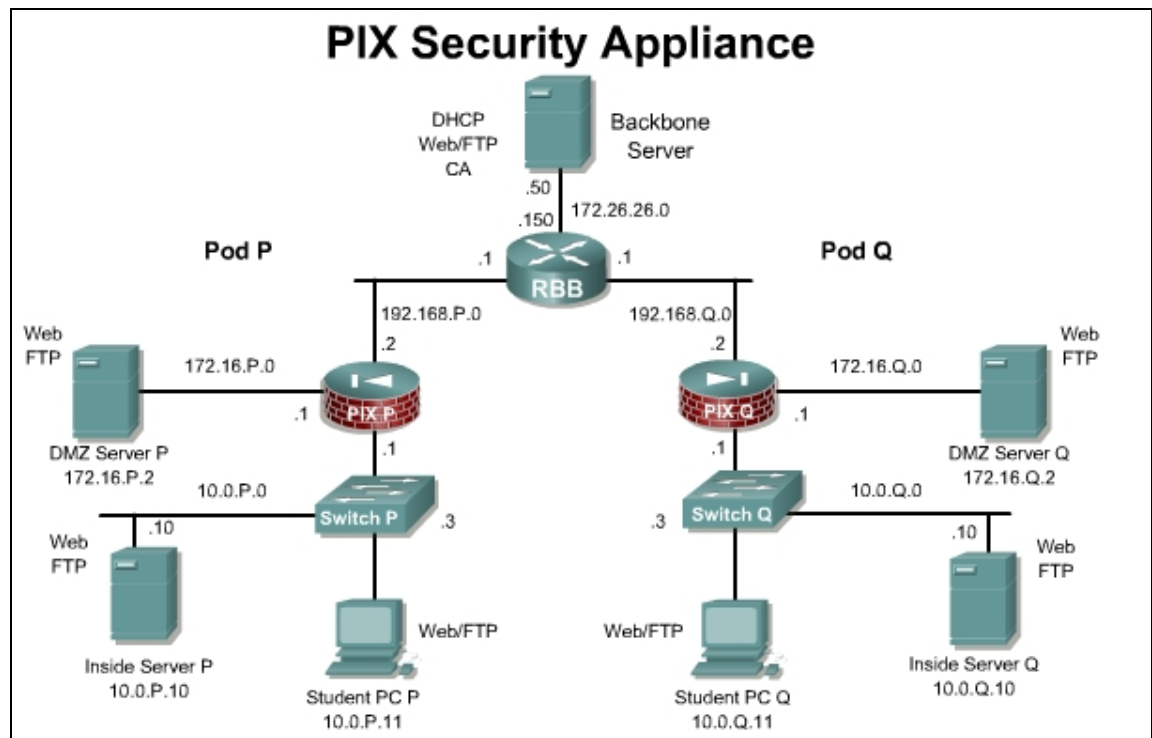 PIX Security Appliance
DHCP
Web/FTP
CA
Backbone
Server
.50
.150
172.26.26.0
Pod P
Pod Q
.1
RBB
.1
192.168.P.0
192.168.Q.0
.2
.2
Web
FTP
172.16.P.0
PIX P
.1
DMZ Server P
172.16.P.2
PIX Q
172.16.Q.0
.1
Web
FTP
DMZ Server Q
172.16.Q.2
.1
.1
10.0.P.0
Switch P
.3
.10
Web
FTP
Inside Server P
10.0.P.10
Web/FTP
Student PC P
10.0.P.11
.3
Switch Q
10.0.Q.0
.10
Web
FTP
Web/FTP
Student PC Q
10.0.Q.11
Inside Server Q
10.0.Q.10